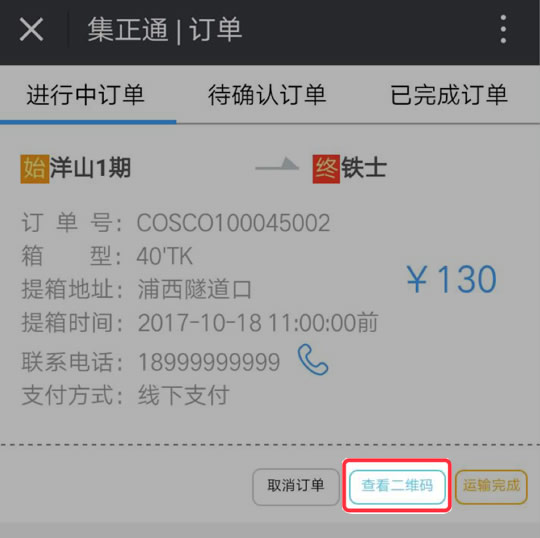 集正通 | 订单
进行中订单 待确认订单 已完成订单
始 洋山1期 终 铁士
订单号：COSCO100045002
箱型：40'TK
¥130
提箱地址：浦西隧道口
提箱时间：2017-10-18 11:00:00前
联系电话：18999999999
支付方式：线下支付
取消订单 查看二维码 运输完成